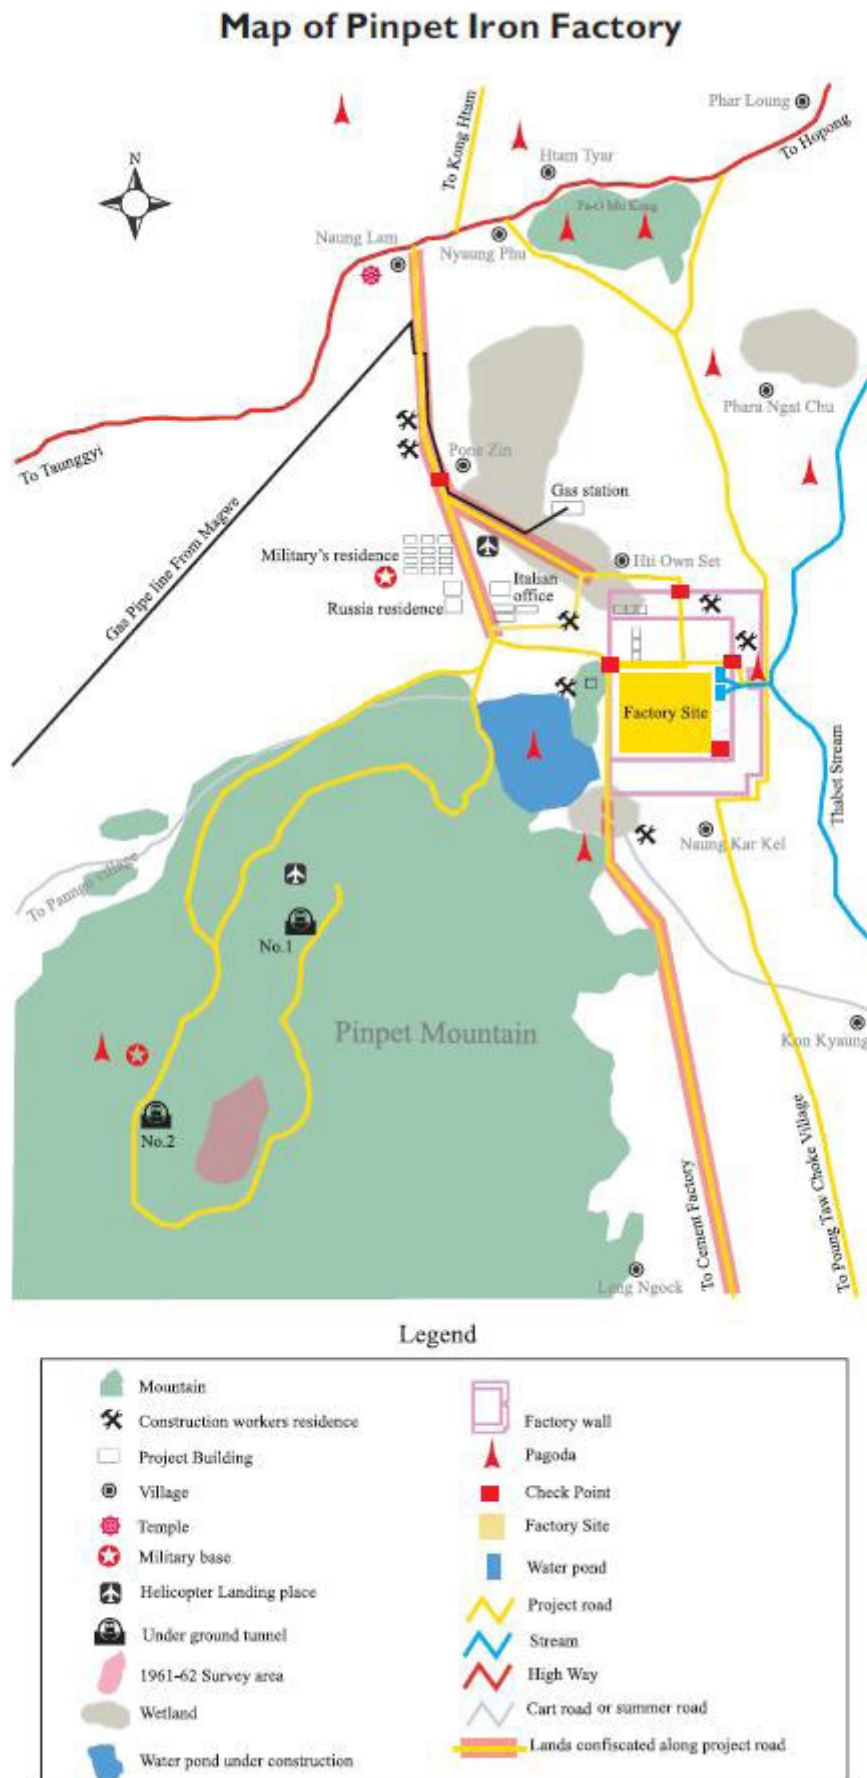 Map of Pinpet Iron Factory
Phar Loung
To Kong Htam
To Hopong
Htam Tyar
N
Pa-O Mu Kong
Naung Lam
Nyaung Phu
Phara Ngat Chu
To Taunggyi
Pone Zin
Gas station
Gas Pipe line From Magwe
Military's residence
Hti Own Set
Italian
office
Russia residence
Factory Site
Thabet Stream
Naung Kar Kel
To Panngo village
No.1
Pinpet Mountain
Kon Kyaung
No.2
To Cement Factory
To Poung Taw Choke Village
Long Ngock
Legend
Mountain
Construction workers residence
Project Building
Village
Temple
Military base
Helicopter Landing place
Under ground tunnel
1961-62 Survey area
Wetland
Water pond under construction
Factory wall
Pagoda
Check Point
Factory Site
Water pond
Project road
Stream
High Way
Cart road or summer road
Lands confiscated along project road